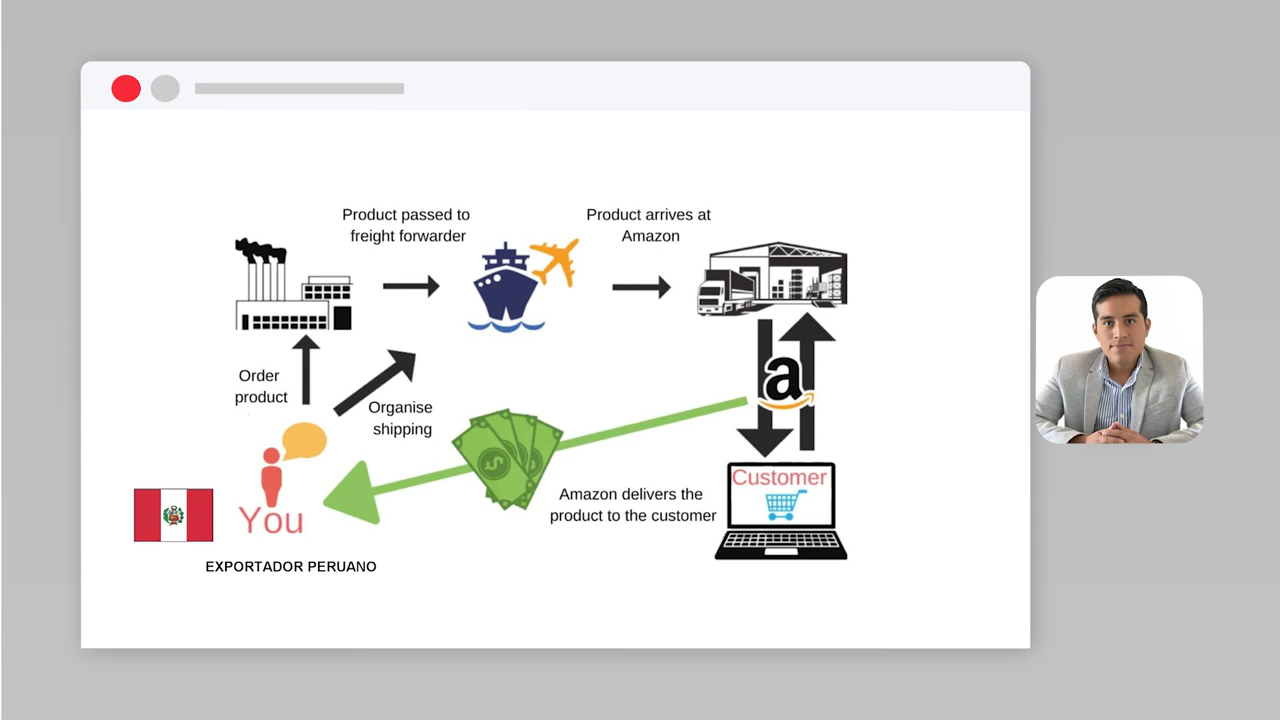 Product passed to
freight forwarder
Product arrives at
Amazon
Order
product
Organise
shipping
a
Customer
Amazon delivers the
product to the customer
You
EXPORTADOR PERUANO